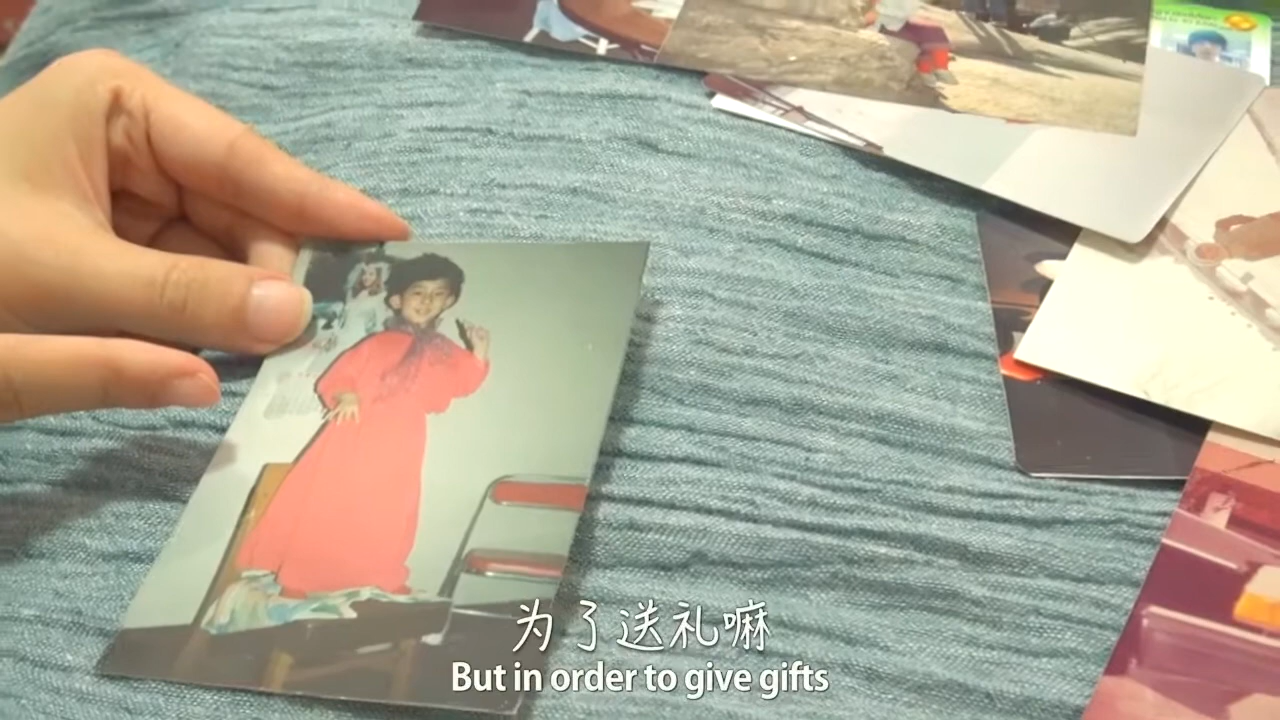 为了送礼嘛
But in order to give gifts